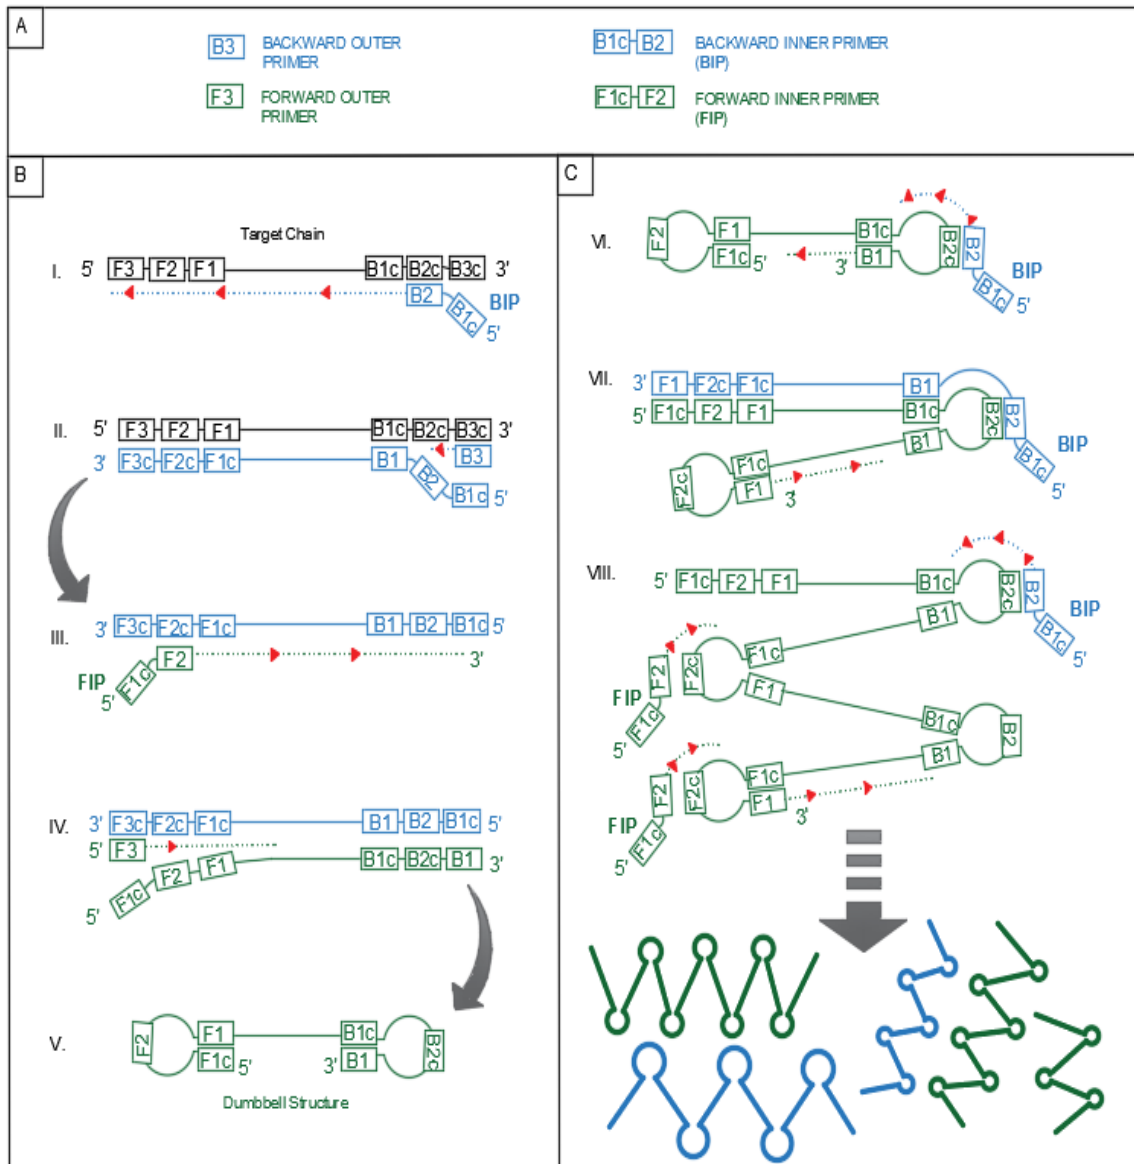 A
B3 BACKWARD OUTER PRIMER
B1c B2 BACKWARD INNER PRIMER (BIP)
F3 FORWARD OUTER PRIMER
F1c F2 FORWARD INNER PRIMER (FIP)
B
Target Chain
I. 5' F3 F2 F1 B1c B2c B3c 3'
B2 BIP
B1c
5'
II. 5' F3 F2 F1 B1c B2c B3c 3'
3' F3c F2c F1c B1 B2 B3
B1c 5'
III. 3' F3c F2c F1c B1 B2 B1c 5'
F2 3'
FIP F1c
5'
IV. 3' F3c F2c F1c B1 B2 B1c 5'
5' F3
F1c F2 F1 B1c B2c B1 3'
5'
V. F2 F1 B1c B2c
F1c 5' 3' B1
Dumbbell Structure
C
VI. F2 F1 B1c B2c B2
F1c 5' 3' B1 BIP
B1c 5'
VII. 3' F1 F2c F1c B1
5' F1c F2 F1 B1c B2c B2
B1 BIP
F2c F1c B1c 5'
F1 3'
VIII. 5' F1c F2 F1 B1c B2c B2
B1 BIP
B1c 5'
F2 F2c F1c
FIP F1
F1c B1c B2
5' B1
F2 F2c F1c
FIP F1 3'
F1c
5'